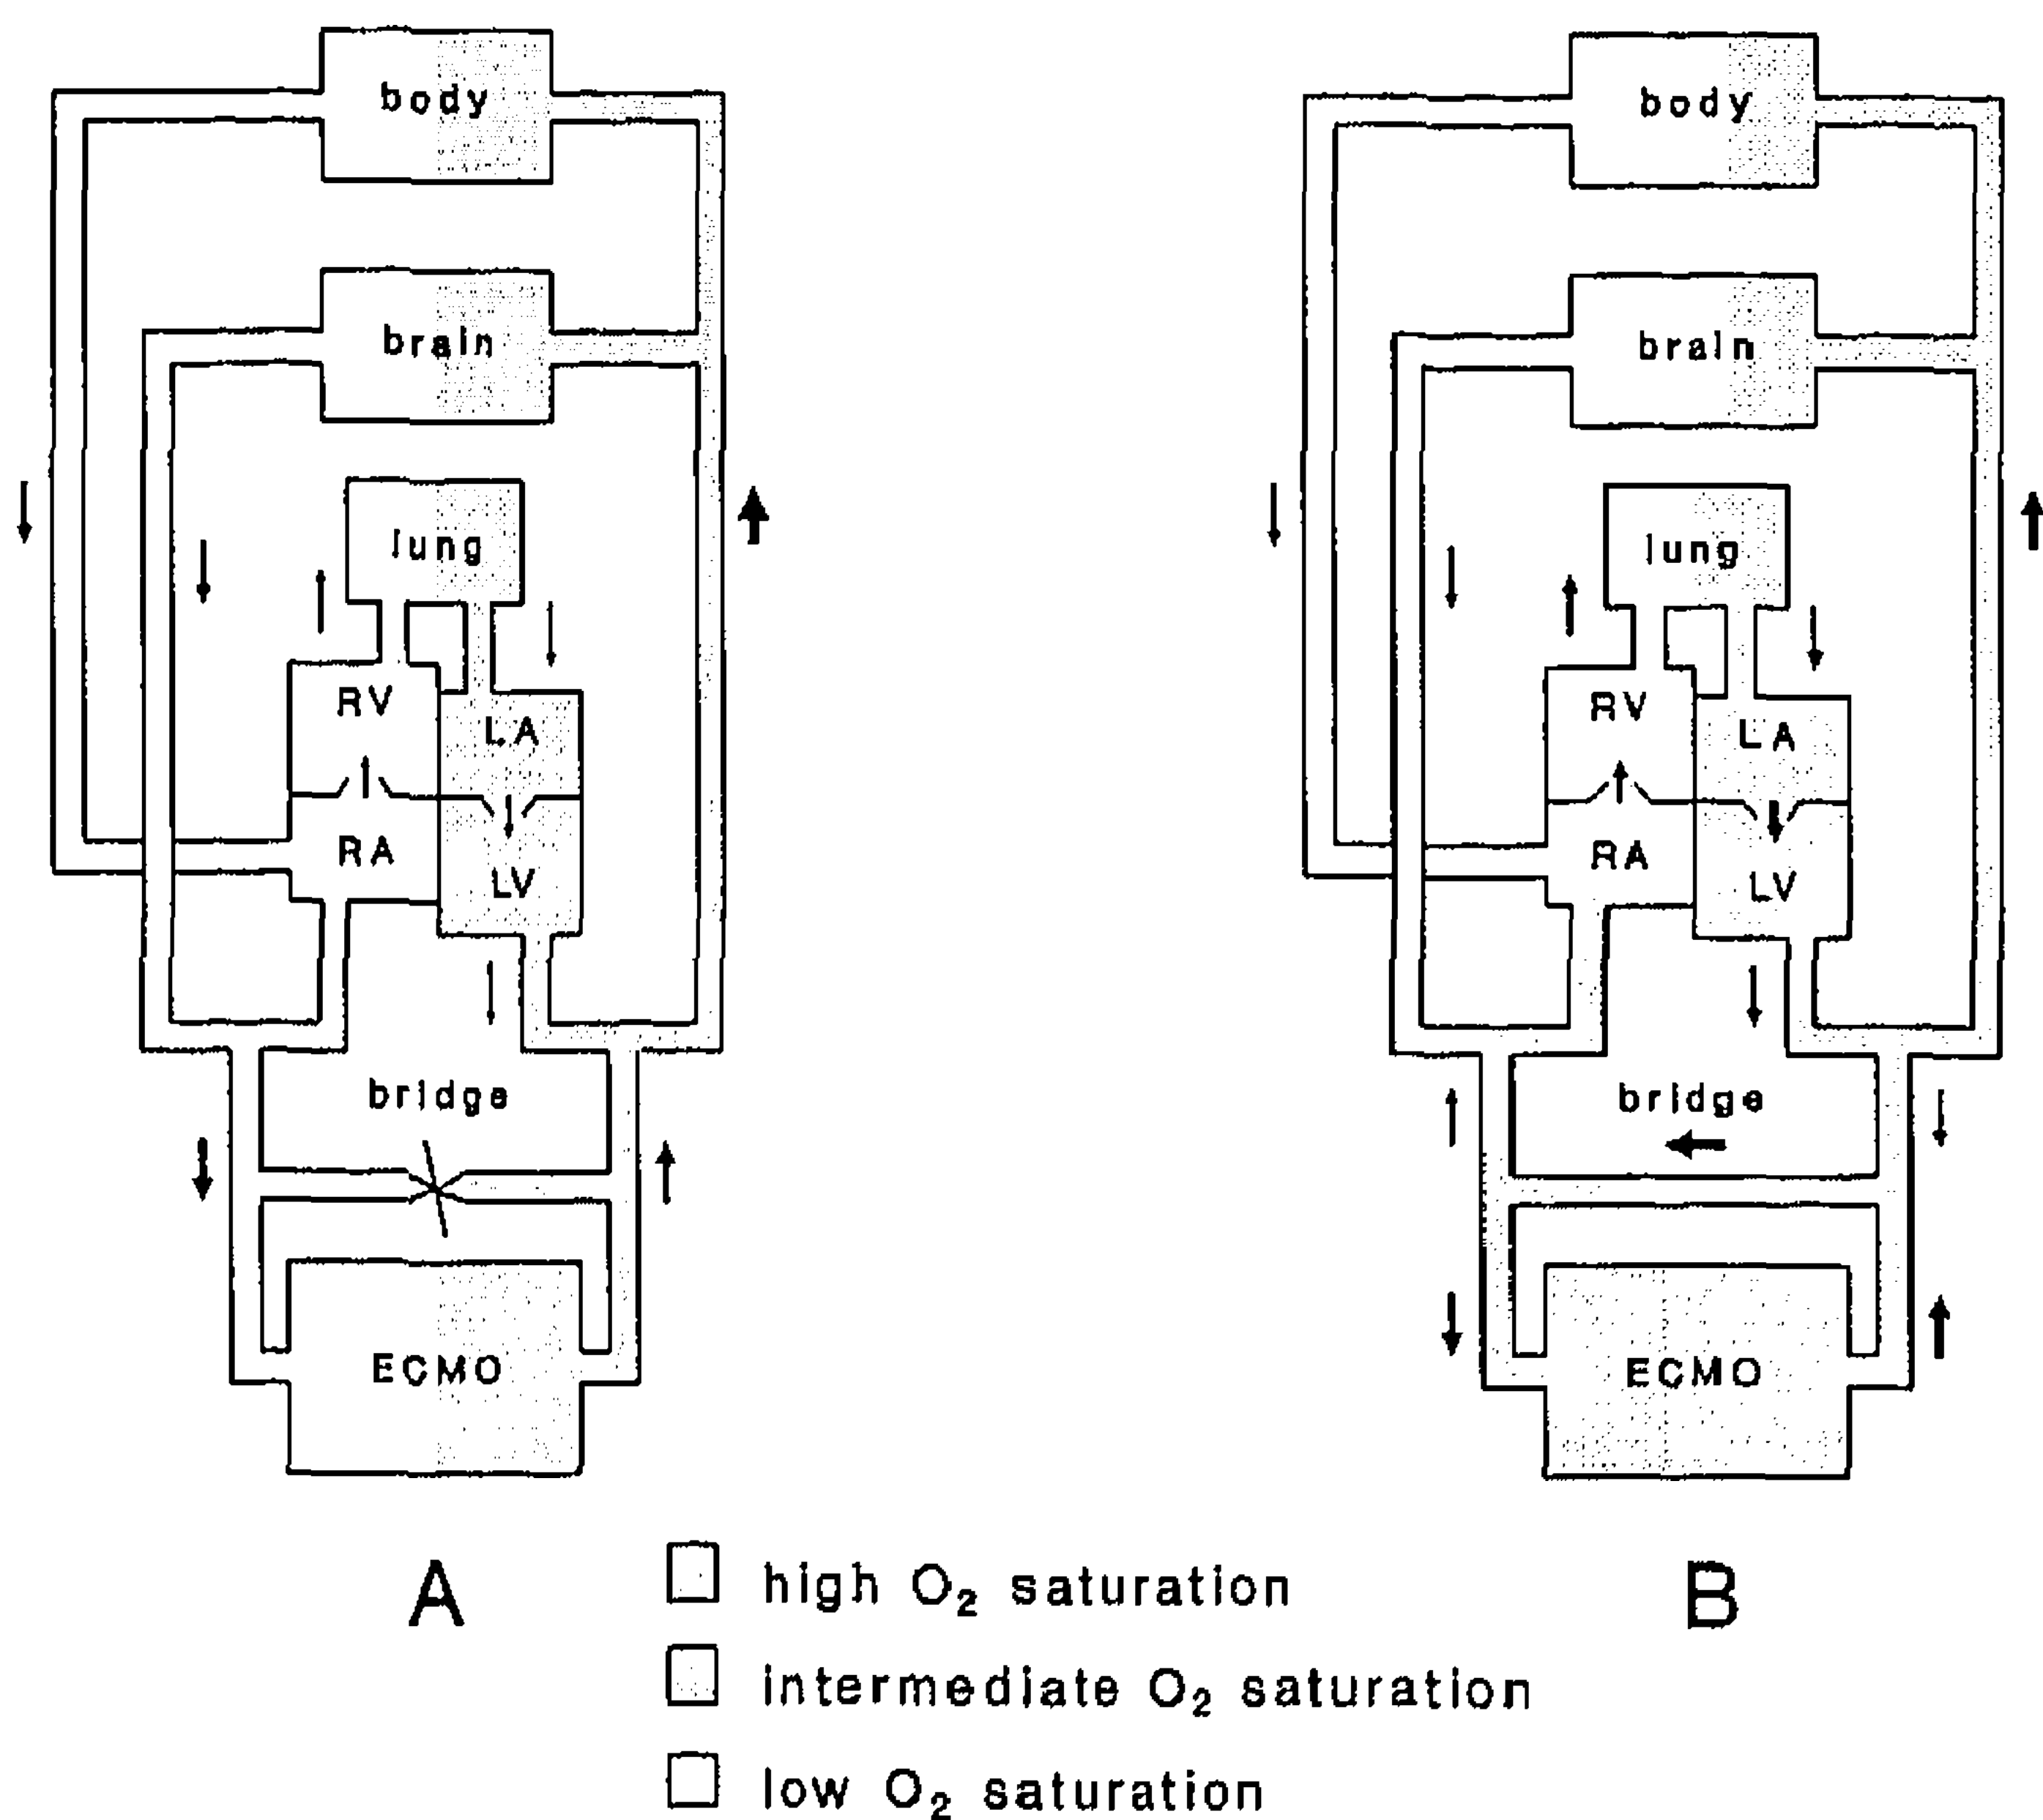 body
brain
lung
RV
LA
RA
LV
bridge
ECMO
A
body
brain
lung
RV
LA
RA
LV
bridge
ECMO
B
high O₂ saturation
intermediate O₂ saturation
low O₂ saturation